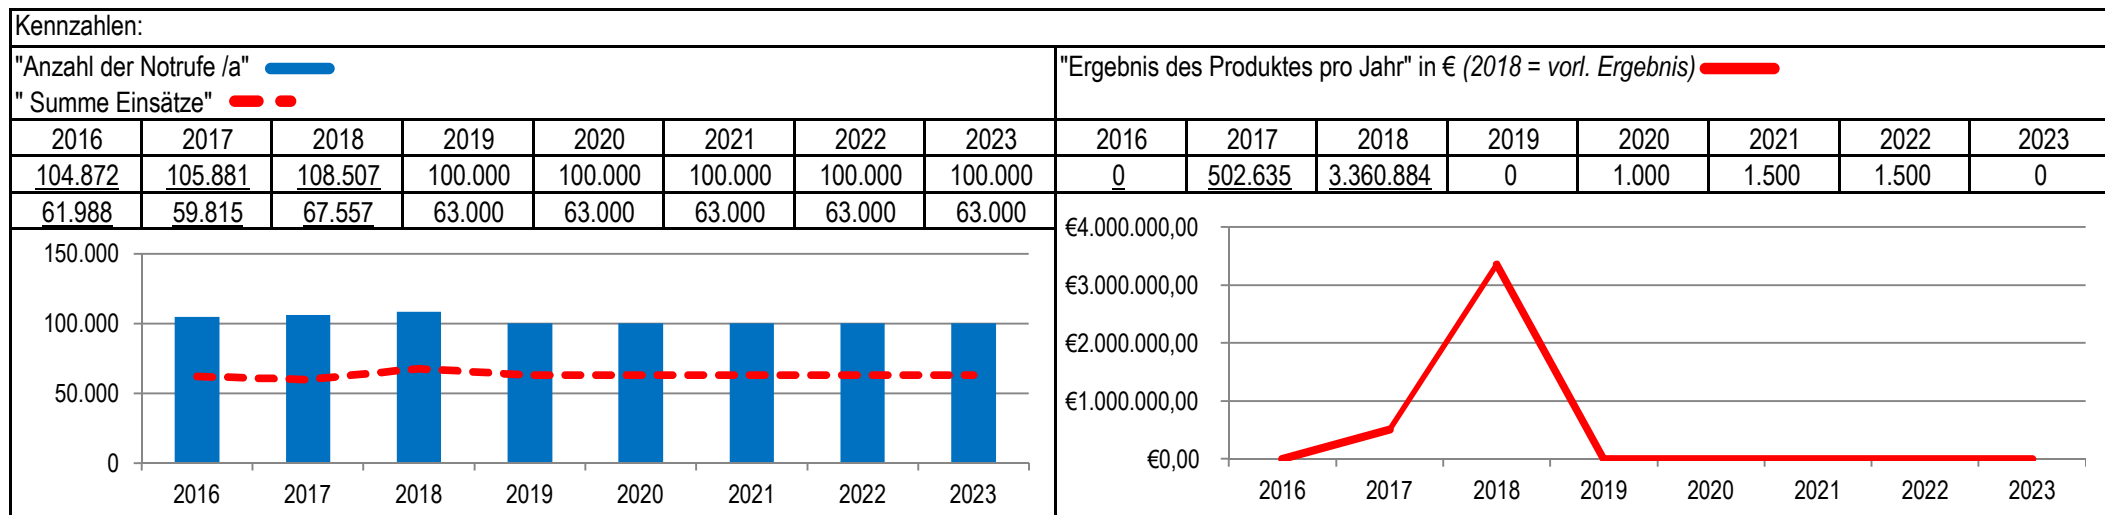 Kennzahlen:
"Anzahl der Notrufe /a"
" Summe Einsätze"
2016 2017 2018 2019 2020 2021 2022 2023
104.872 105.881 108.507 100.000 100.000 100.000 100.000 100.000
61.988 59.815 67.557 63.000 63.000 63.000 63.000 63.000
150.000
100.000
50.000
0
2016 2017 2018 2019 2020 2021 2022 2023
"Ergebnis des Produktes pro Jahr" in € (2018 = vorl. Ergebnis)
2016 2017 2018 2019 2020 2021 2022 2023
0 502.635 3.360.884 0 1.000 1.500 1.500 0
€4.000.000,00
€3.000.000,00
€2.000.000,00
€1.000.000,00
€0,00
2016 2017 2018 2019 2020 2021 2022 2023